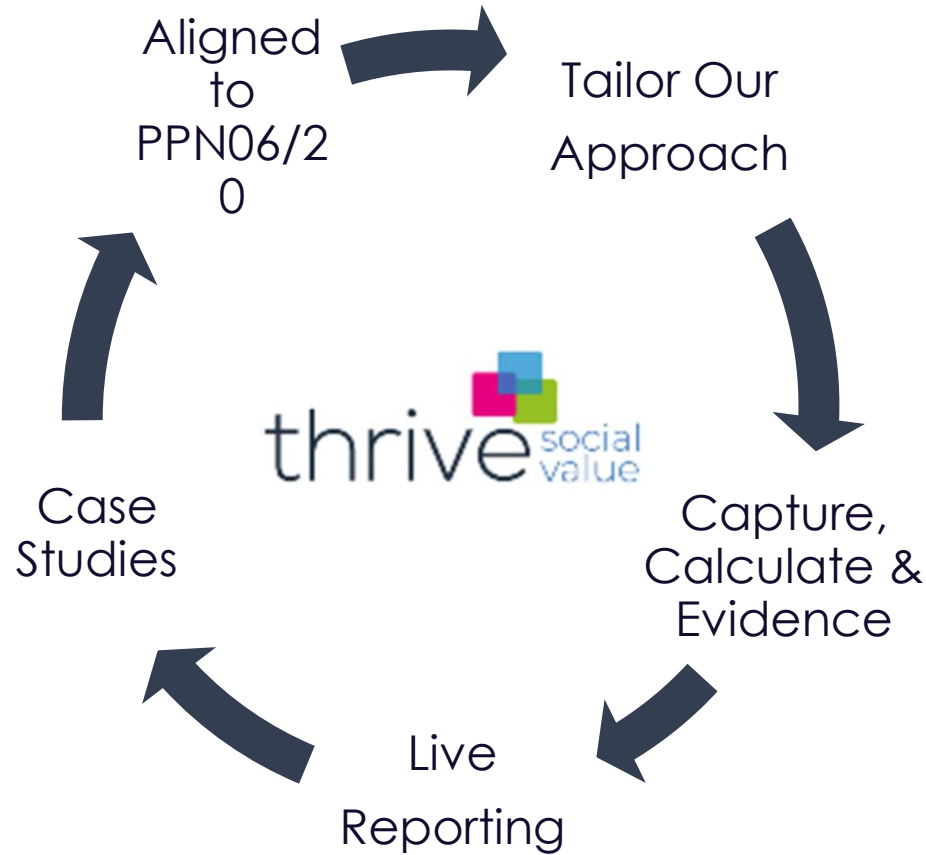 Aligned
to
PPN06/2
0
Tailor Our
Approach
Capture,
Calculate &
Evidence
Live
Reporting
Case
Studies
thrive social
value